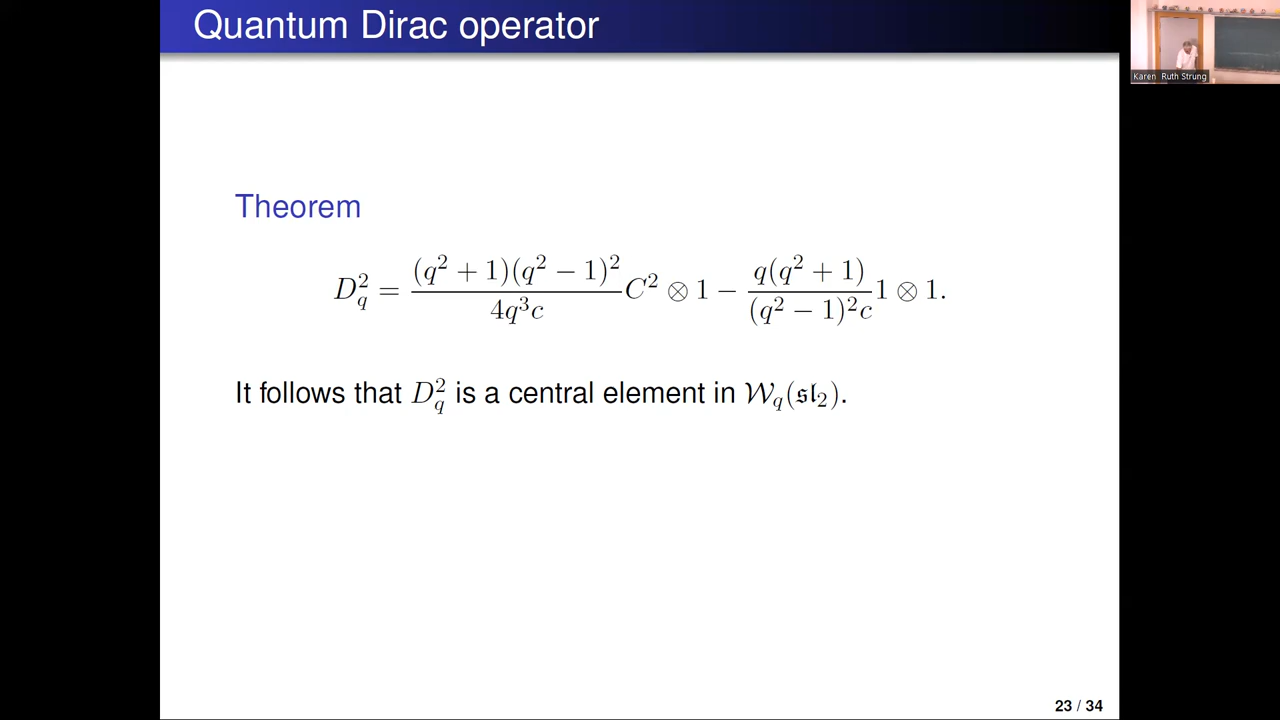 Quantum Dirac operator
Karen Ruth Strung
Theorem
$D_q^2 = \frac{(q^2+1)(q^2-1)^2}{4q^3c} C^2 \otimes 1 - \frac{q(q^2+1)}{(q^2-1)^2c} 1 \otimes 1.$
It follows that $D_q^2$ is a central element in $\mathcal{W}_q(\mathfrak{sl}_2)$.
23 / 34